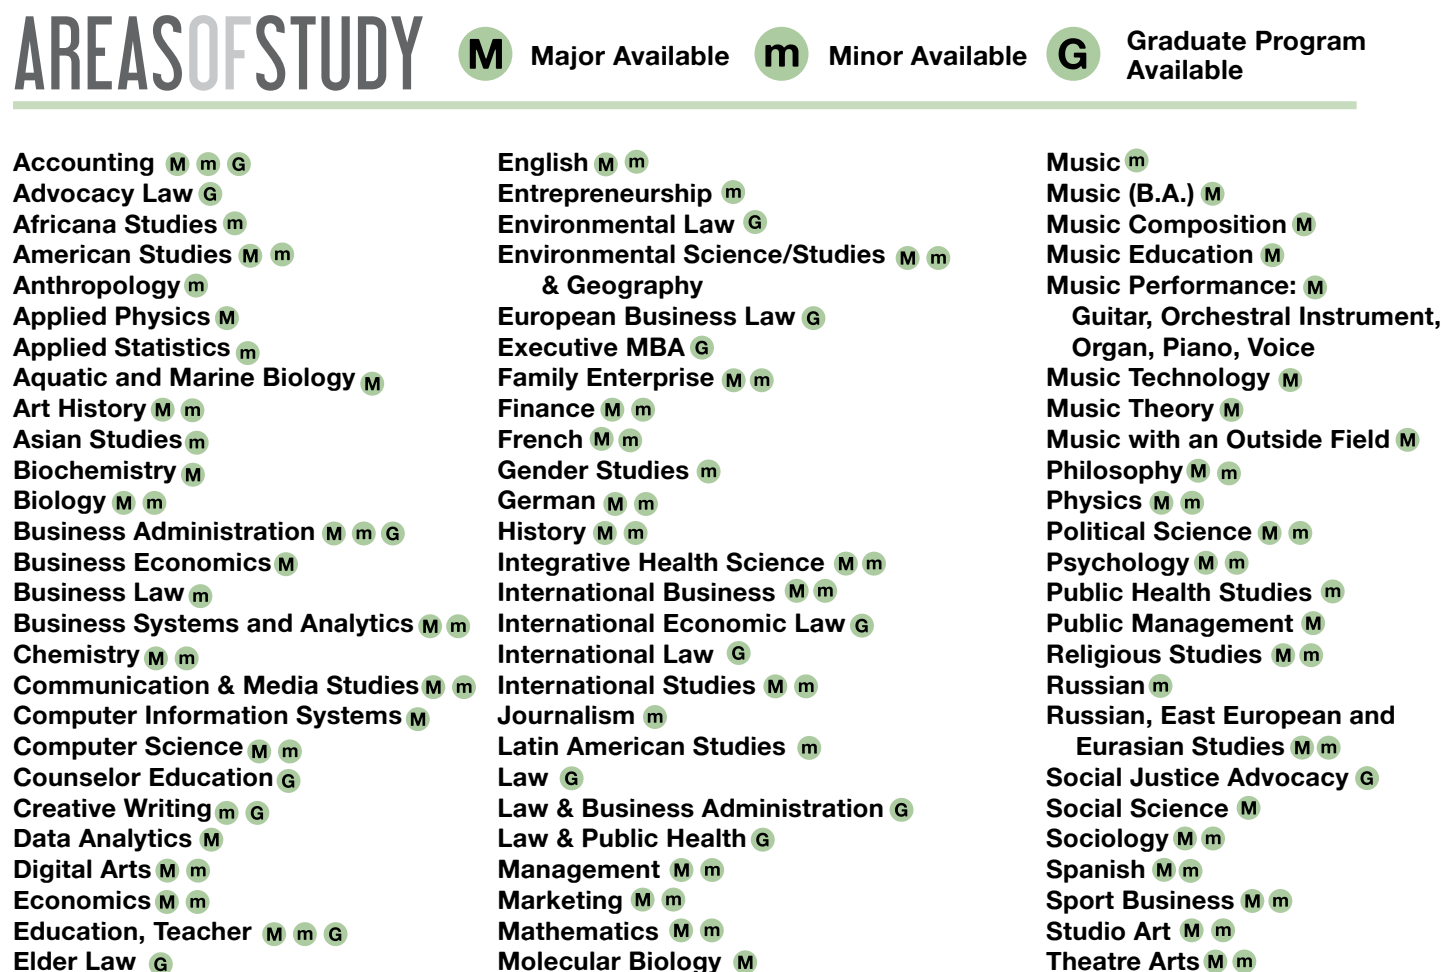 AREASOFSTUDY
M Major Available m Minor Available G Graduate Program
Available
Accounting M m G
Advocacy Law G
Africana Studies m
American Studies M m
Anthropology m
Applied Physics M
Applied Statistics m
Aquatic and Marine Biology M
Art History M m
Asian Studies m
Biochemistry M
Biology M m
Business Administration M m G
Business Economics M
Business Law m
Business Systems and Analytics M m
Chemistry M m
Communication & Media Studies M m
Computer Information Systems M
Computer Science M m
Counselor Education G
Creative Writing m G
Data Analytics M
Digital Arts M m
Economics M m
Education, Teacher M m G
Elder Law G
English M m
Entrepreneurship m
Environmental Law G
Environmental Science/Studies M m
& Geography
European Business Law G
Executive MBA G
Family Enterprise M m
Finance M m
French M m
Gender Studies m
German M m
History M m
Integrative Health Science M m
International Business M m
International Economic Law G
International Law G
International Studies M m
Journalism m
Latin American Studies m
Law G
Law & Business Administration G
Law & Public Health G
Management M m
Marketing M m
Mathematics M m
Molecular Biology M
Music m
Music (B.A.) M
Music Composition M
Music Education M
Music Performance: M
Guitar, Orchestral Instrument,
Organ, Piano, Voice
Music Technology M
Music Theory M
Music with an Outside Field M
Philosophy M m
Physics M m
Political Science M m
Psychology M m
Public Health Studies m
Public Management M
Religious Studies M m
Russian m
Russian, East European and
Eurasian Studies M m
Social Justice Advocacy G
Social Science M
Sociology M m
Spanish M m
Sport Business M m
Studio Art M m
Theatre Arts M m